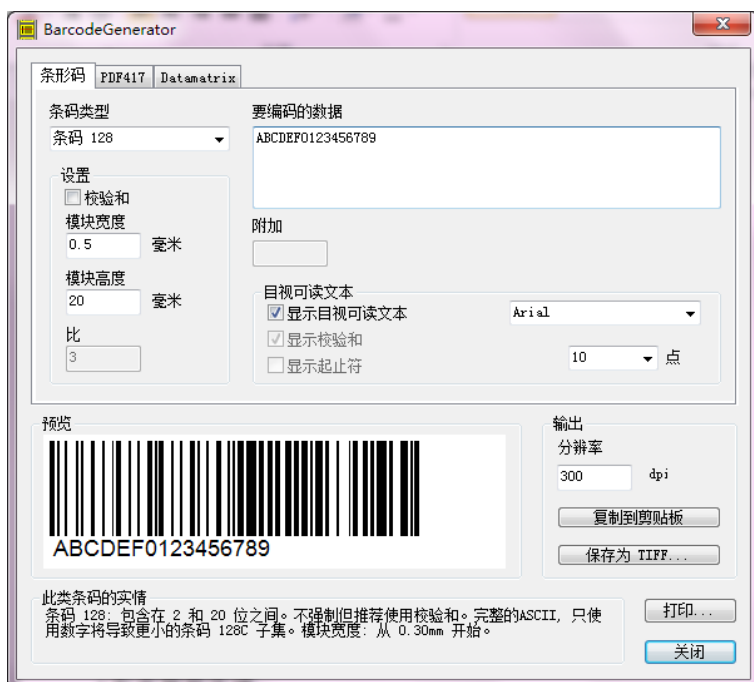 BarcodeGenerator
条形码 PDF417 Datamatrix
条码类型
条码 128
设置
校验和
模块宽度
0.5 毫米
模块高度
20 毫米
比
3
要编码的数据
ABCDEF0123456789
附加
目视可读文本
显示目视可读文本 Arial
显示校验和
显示起止符 10 点
预览
ABCDEF0123456789
输出
分辨率
300 dpi
复制到剪贴板
保存为 TIFF...
此类条码的实情
条码 128: 包含在 2 和 20 位之间。不强制但推荐使用校验和。完整的ASCII, 只使
用数字将导致更小的条码 128C 子集。模块宽度: 从 0.30mm 开始。
打印...
关闭